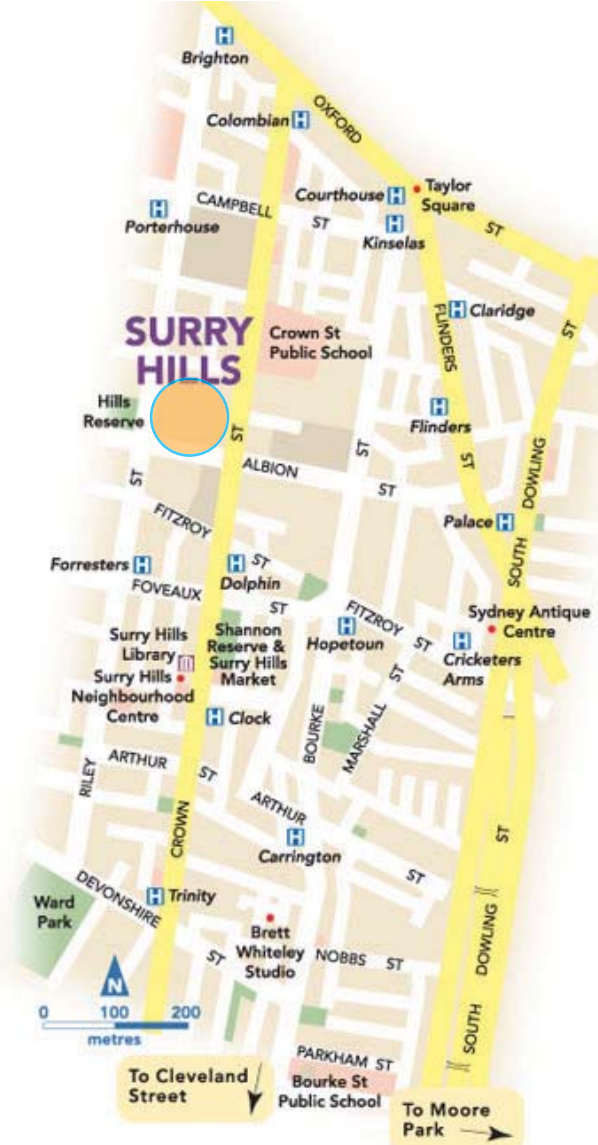 Brighton
OXFORD
Colombian
Courthouse
Taylor
Square
CAMPBELL
ST
Porterhouse
Kinselas
ST
Claridge
FLINDERS
ST
SURRY
HILLS
Crown St
Public School
Hills
Reserve
Flinders
ST
ALBION
ST
ST
ST
ST
DOWLING
FITZROY
Palace
SOUTH
Forresters
ST
Dolphin
FOVEAUX
ST
FITZROY
ST
Sydney Antique
Centre
Surry Hills
Library
Shannon
Reserve &
Surry Hills
Market
Hopetoun
Cricketers
Arms
Surry Hills
Neighbourhood
Centre
Clock
BOURKE
MARSHALL
ST
ARTHUR
ST
RILEY
ARTHUR
ST
CROWN
Carrington
ST
DEVONSHIRE
Trinity
Ward
Park
Brett
Whiteley
Studio
ST
NOBBS ST
DOWLING
N
0 100 200
metres
SOUTH
PARKHAM ST
To Cleveland
Street
Bourke St
Public School
To Moore
Park